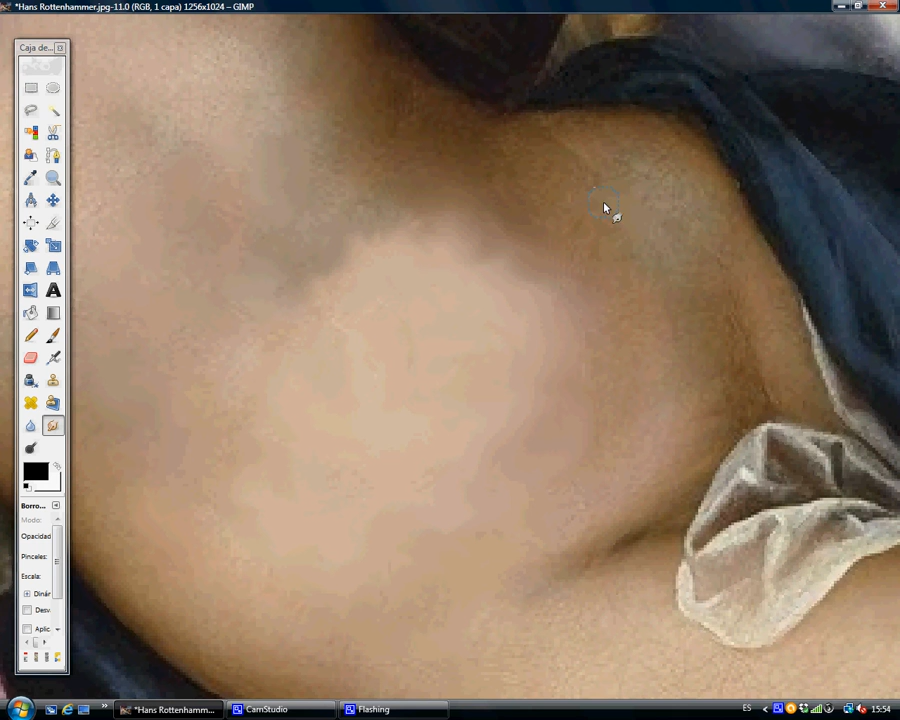 *Hans Rottenhammer.jpg-11.0 (RGB, 1 capa) 1256x1024 – GIMP
Caja de...
Borro...
Modo:
Opacidad
Pinceles:
Escala:
Dinár
Desv
Aplic
*Hans Rottenhamm...
CamStudio
Flashing
ES
15:54